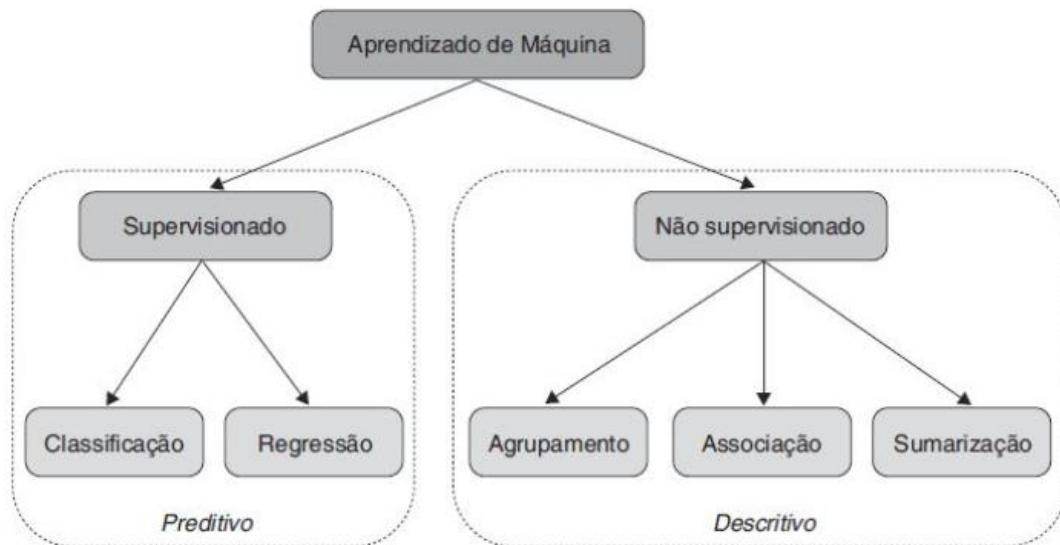 Aprendizado de Máquina
Supervisionado
Não supervisionado
Classificação
Regressão
Agrupamento
Associação
Sumarização
Preditivo
Descritivo